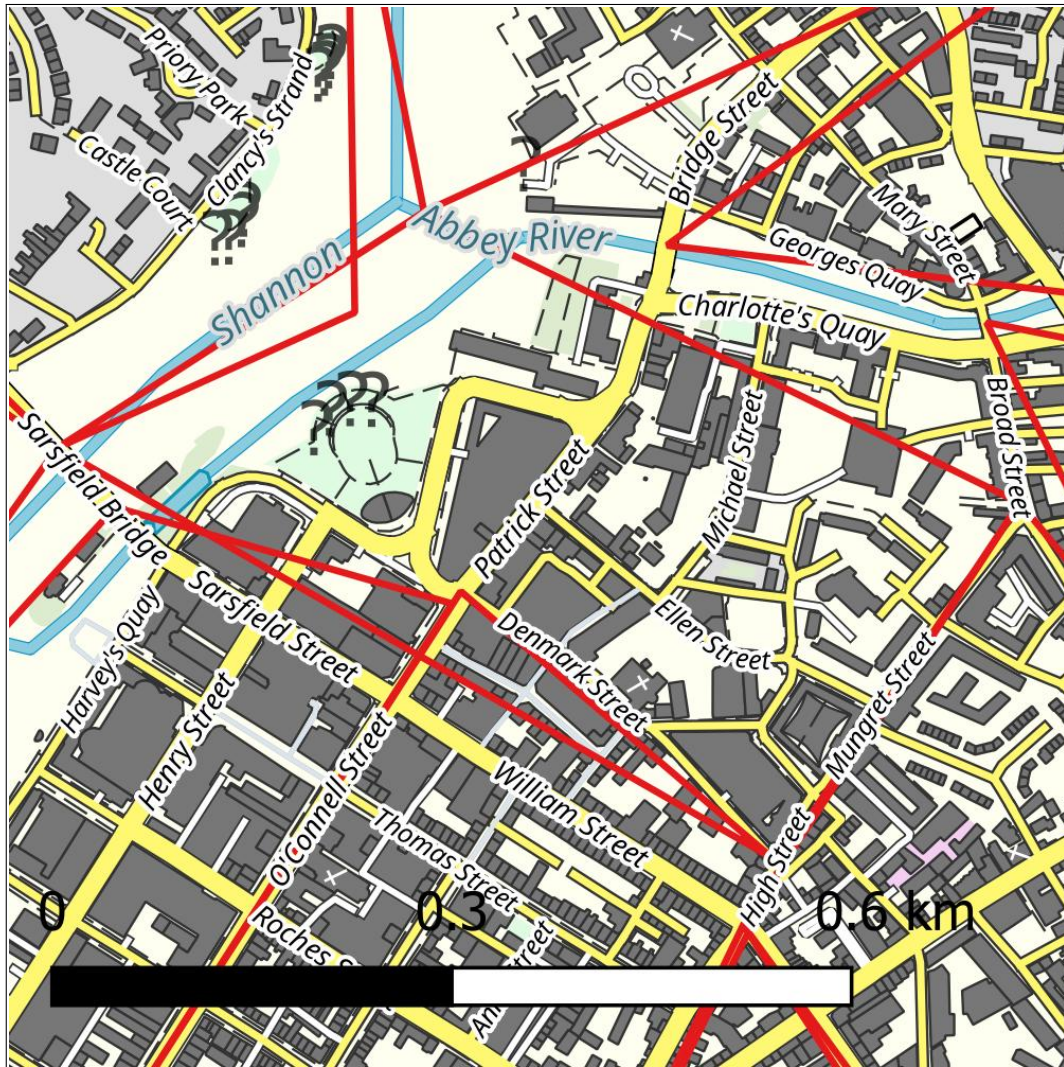 Priory Park
Clancy's Strand
Castle Court
Bridge Street
Mary Street
Abbey River
Georges Quay
Shannon
Charlotte's Quay
Broad Street
Michael Street
Sarsfield Bridge
Patrick Street
Sarsfield Street
Harvey's Quay
Denmark Street
Ellen Street
Henry Street
O'Connell Street
Mungret Street
William Street
Thomas Street
High Street
0
0.3
0.6 km
Roches